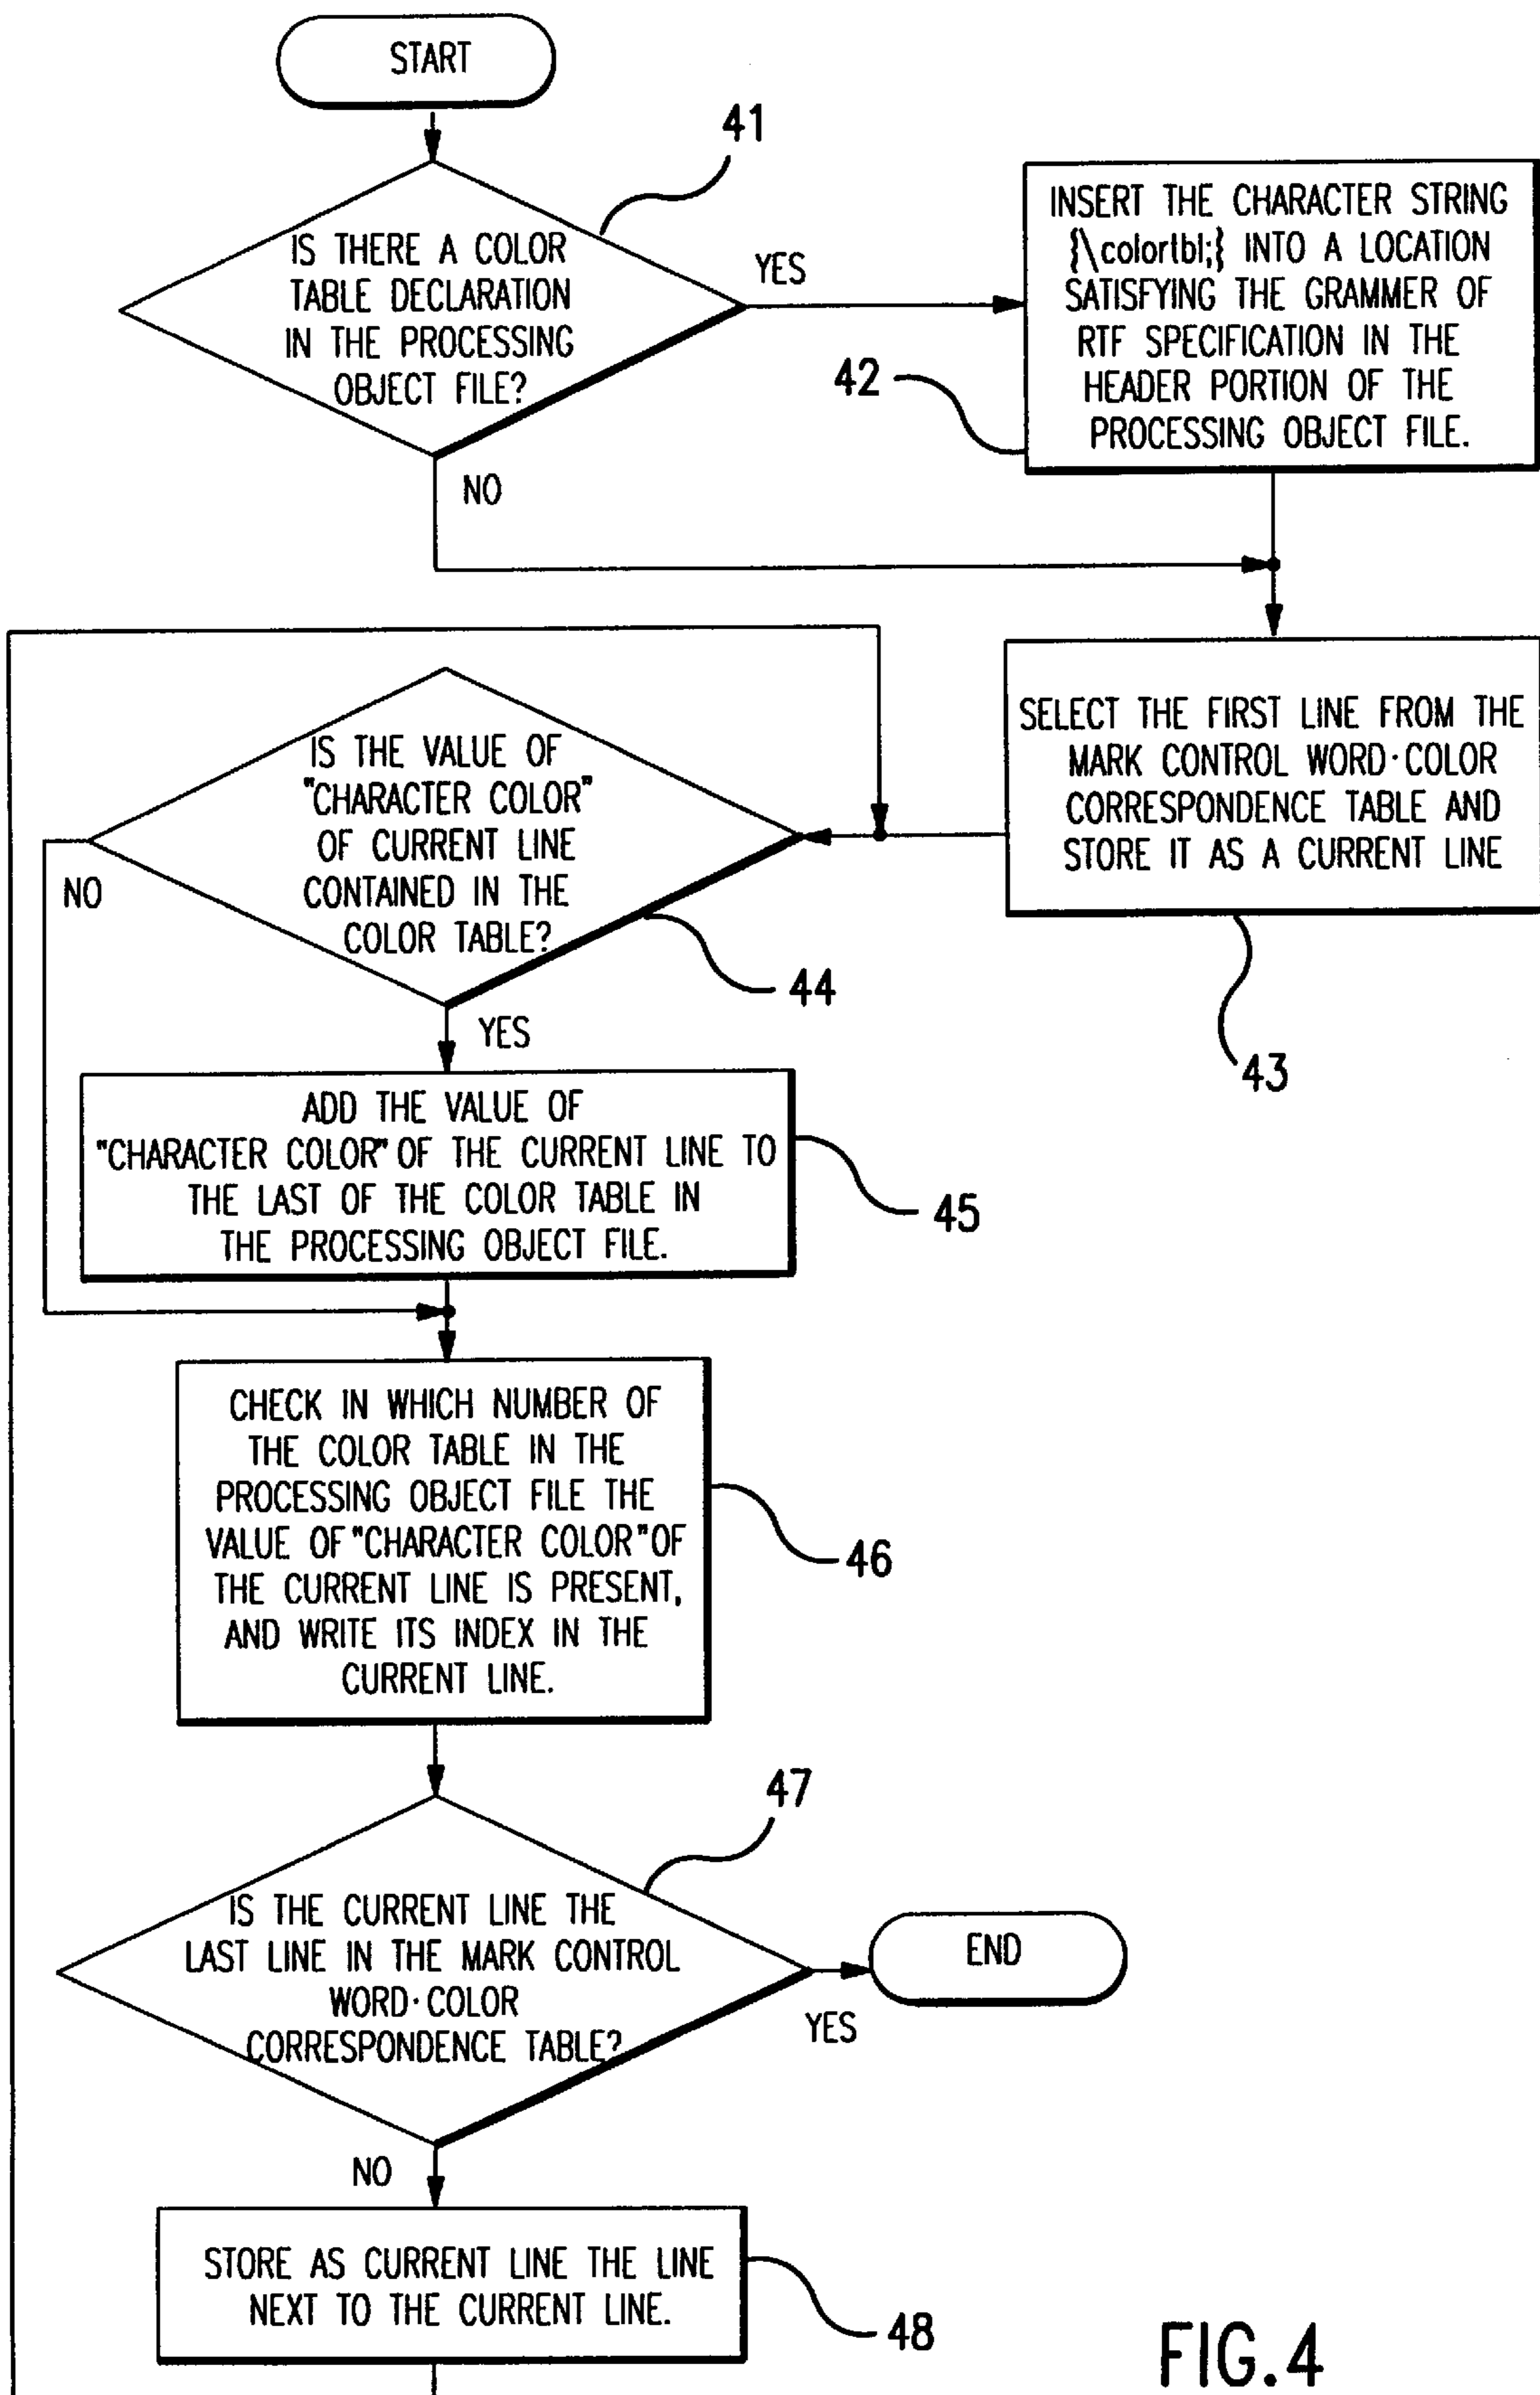 START
41
IS THERE A COLOR
TABLE DECLARATION
IN THE PROCESSING
OBJECT FILE?
YES
NO
INSERT THE CHARACTER STRING
{\colortbl;} INTO A LOCATION
SATISFYING THE GRAMMER OF
RTF SPECIFICATION IN THE
HEADER PORTION OF THE
PROCESSING OBJECT FILE.
42
SELECT THE FIRST LINE FROM THE
MARK CONTROL WORD·COLOR
CORRESPONDENCE TABLE AND
STORE IT AS A CURRENT LINE
43
IS THE VALUE OF
"CHARACTER COLOR"
OF CURRENT LINE
CONTAINED IN THE
COLOR TABLE?
NO
44
YES
ADD THE VALUE OF
"CHARACTER COLOR" OF THE CURRENT LINE TO
THE LAST OF THE COLOR TABLE IN
THE PROCESSING OBJECT FILE.
45
CHECK IN WHICH NUMBER OF
THE COLOR TABLE IN THE
PROCESSING OBJECT FILE THE
VALUE OF "CHARACTER COLOR" OF
THE CURRENT LINE IS PRESENT,
AND WRITE ITS INDEX IN THE
CURRENT LINE.
46
47
IS THE CURRENT LINE THE
LAST LINE IN THE MARK CONTROL
WORD·COLOR
CORRESPONDENCE TABLE?
YES
END
NO
STORE AS CURRENT LINE THE LINE
NEXT TO THE CURRENT LINE.
48
FIG.4